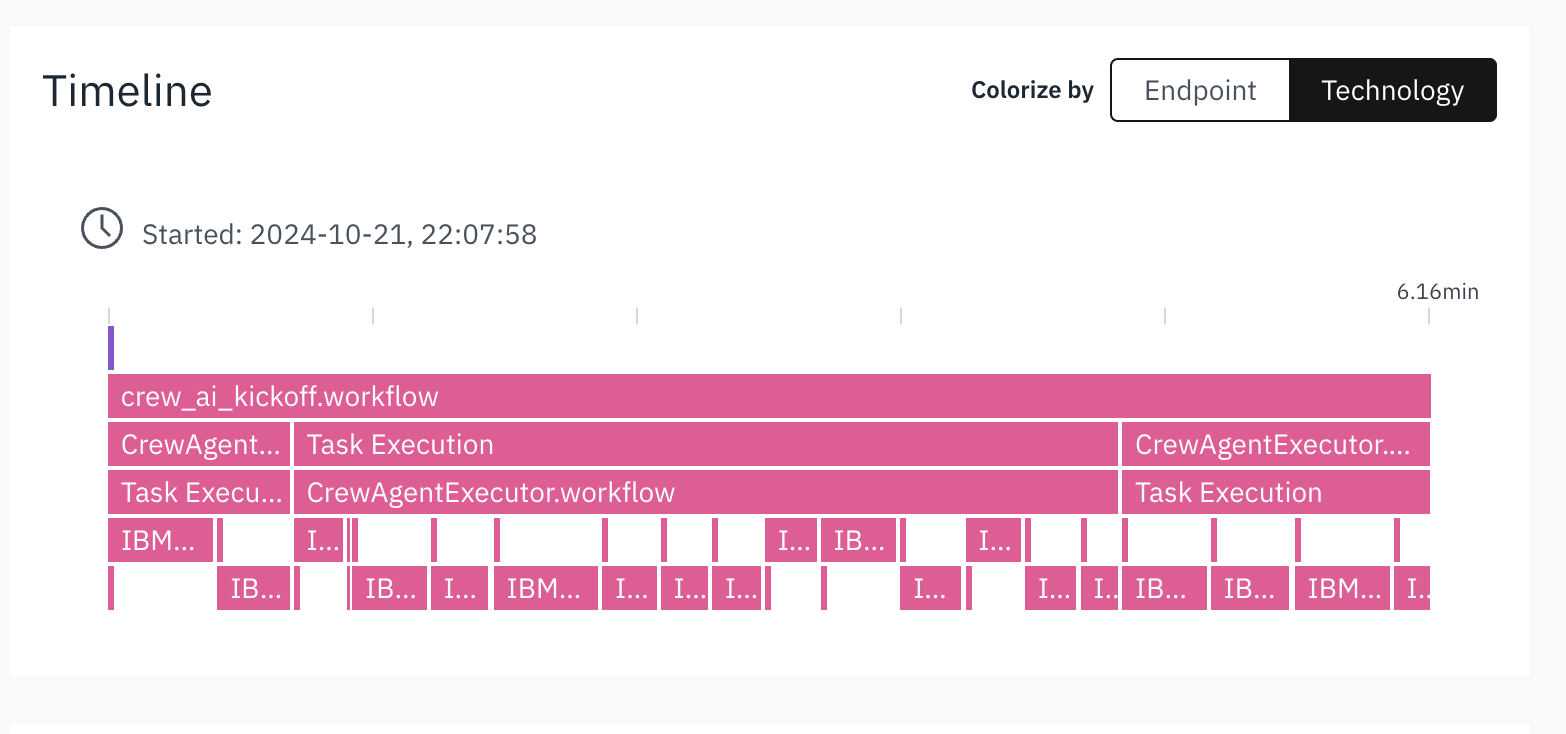 Timeline
Colorize by Endpoint Technology
Started: 2024-10-21, 22:07:58
6.16min
crew_ai_kickoff.workflow
CrewAgent... Task Execution CrewAgentExecutor....
Task Execu... CrewAgentExecutor.workflow Task Execution
IBM... I... I... IB... I...
IB... IB... I... IBM... I... I... I... I... I... I.. IB... IB... IBM... I..